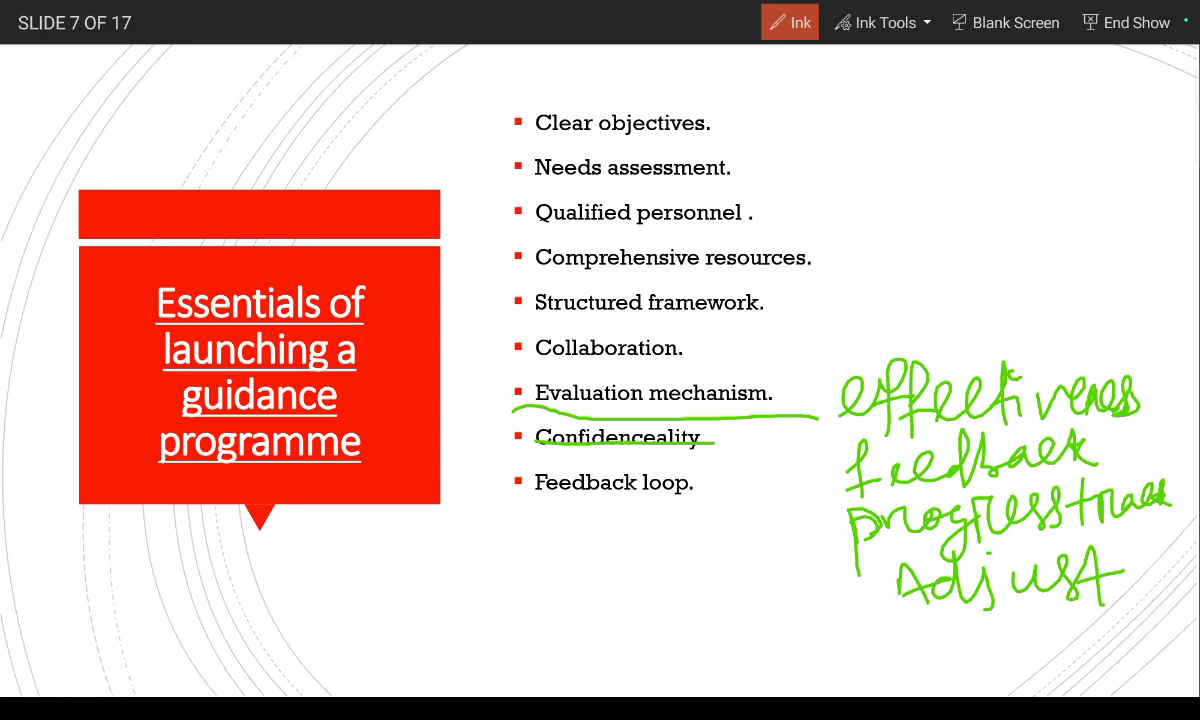 SLIDE 7 OF 17
Ink
Ink Tools
Blank Screen
End Show
Essentials of
launching a
guidance
programme
Clear objectives.
Needs assessment.
Qualified personnel .
Comprehensive resources.
Structured framework.
Collaboration.
Evaluation mechanism.
Confidenceality
Feedback loop.
effectiveness
feedback
progress track
Adjust